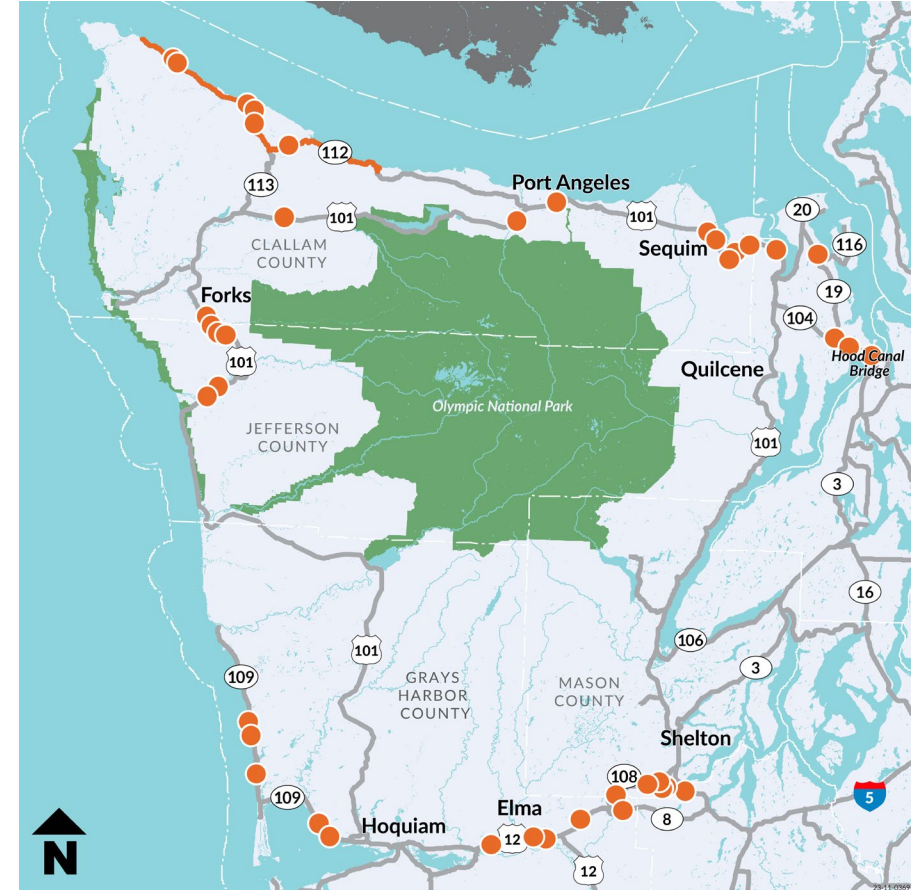 112
113
Port Angeles
101
101
20
116
CLALLAM
COUNTY
Sequim
Forks
19
104
101
Hood Canal
Bridge
Quilcene
Olympic National Park
JEFFERSON
COUNTY
101
3
16
106
101
109
3
GRAYS
HARBOR
COUNTY
MASON
COUNTY
Shelton
108
109
5
Elma
8
Hoquiam
12
12
N